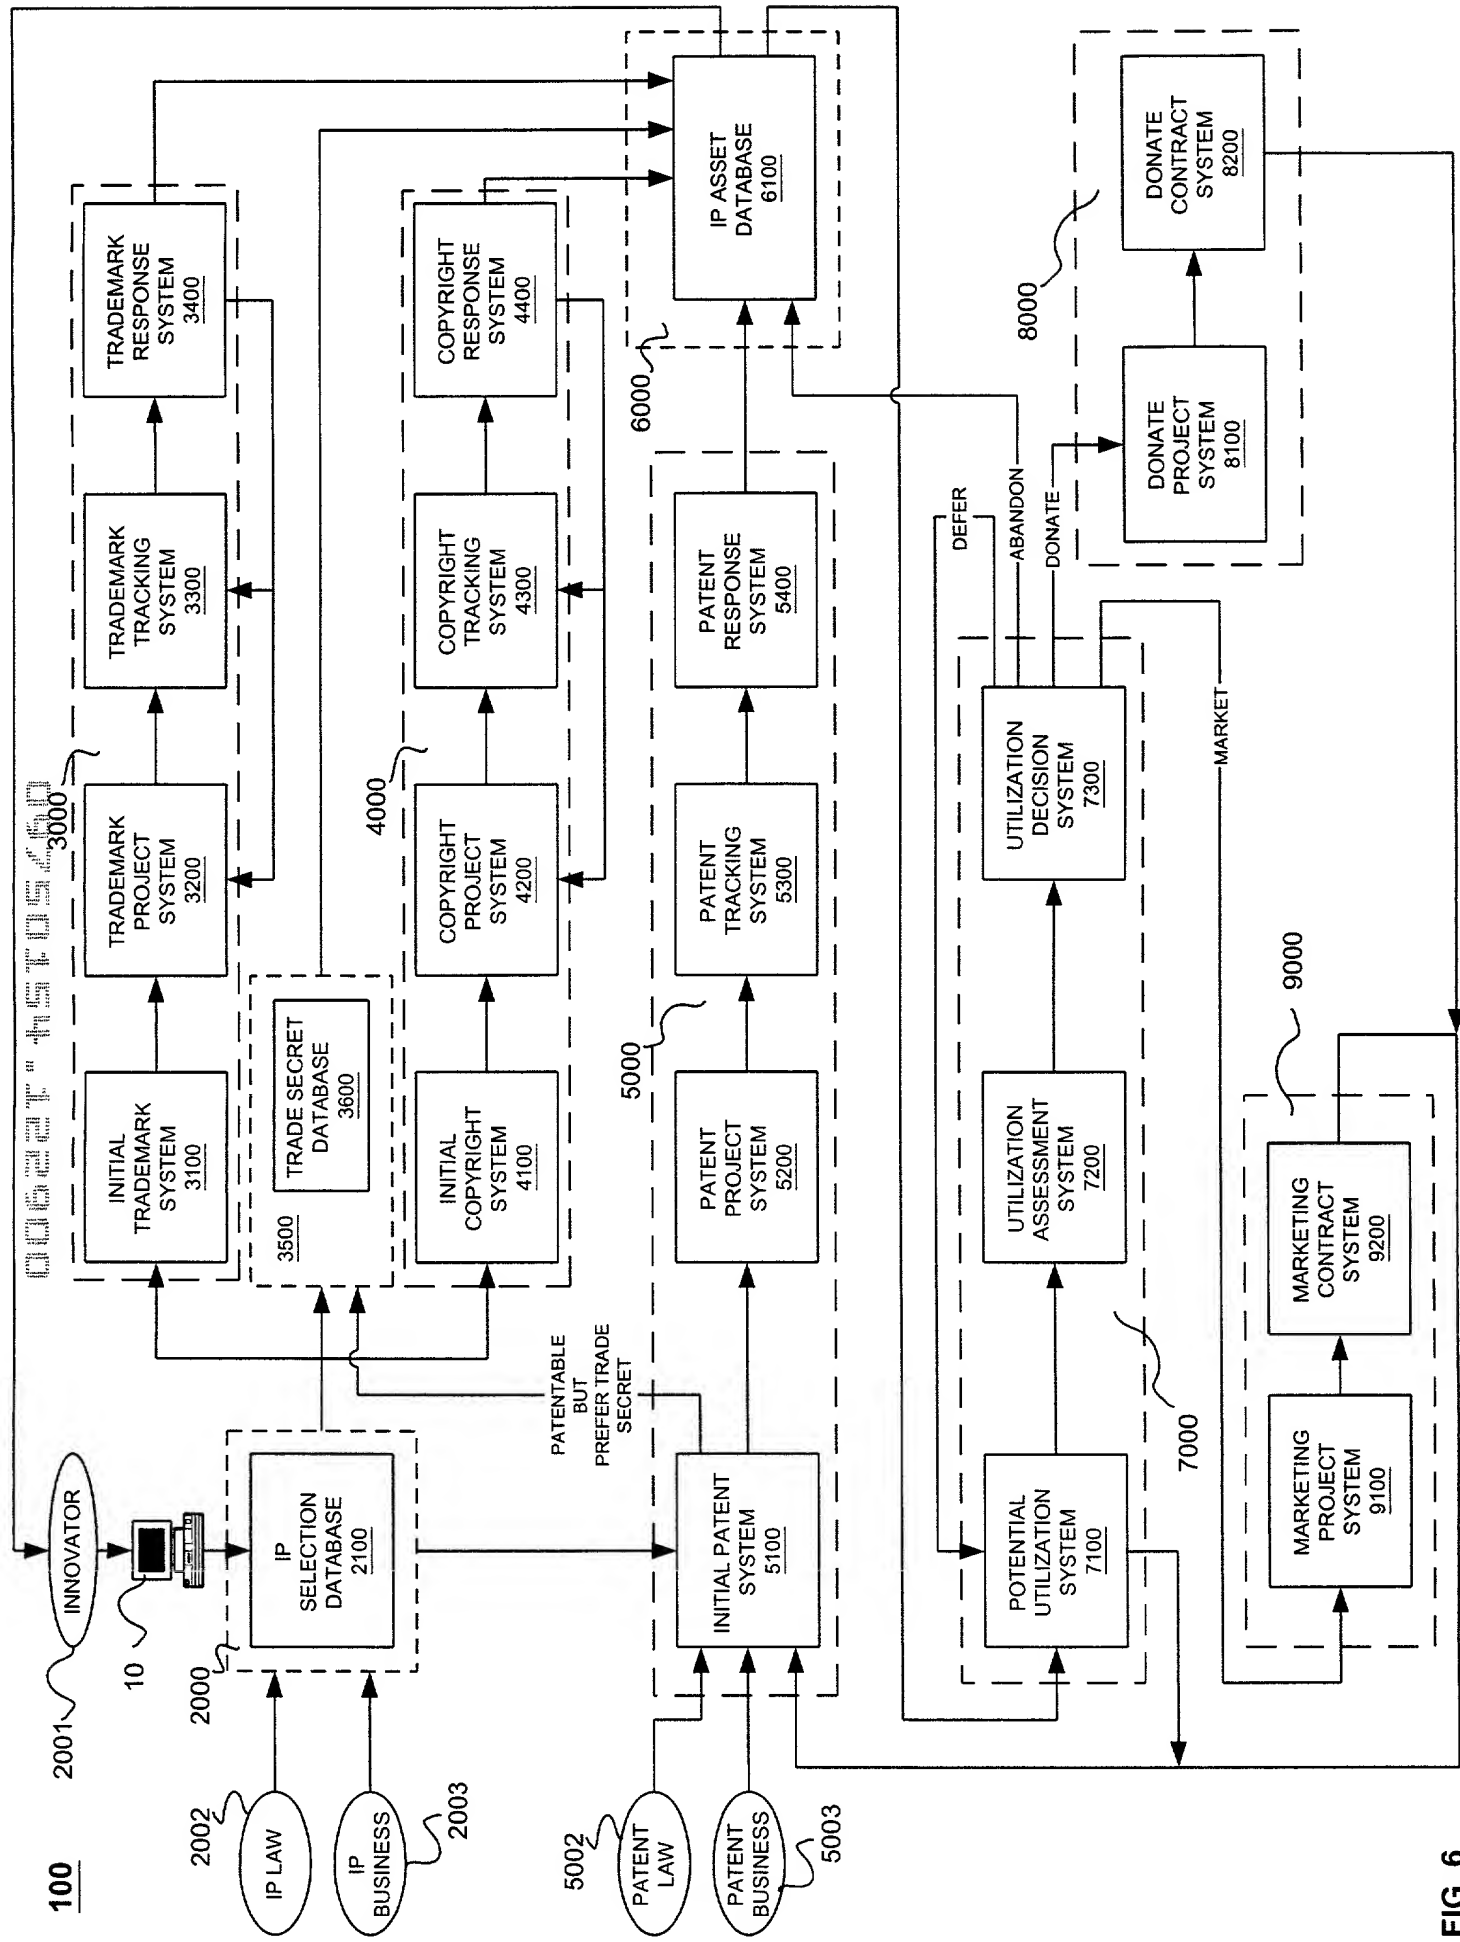 100
2001
INNOVATOR
10
2002
IP LAW
2003
IP
BUSINESS
2000
IP
SELECTION
DATABASE
2100
3000
INITIAL
TRADEMARK
SYSTEM
3100
TRADEMARK
PROJECT
SYSTEM
3200
TRADEMARK
TRACKING
SYSTEM
3300
TRADEMARK
RESPONSE
SYSTEM
3400
3500
TRADE SECRET
DATABASE
3600
4000
INITIAL
COPYRIGHT
SYSTEM
4100
COPYRIGHT
PROJECT
SYSTEM
4200
COPYRIGHT
TRACKING
SYSTEM
4300
COPYRIGHT
RESPONSE
SYSTEM
4400
PATENTABLE
BUT
PREFER TRADE
SECRET
5002
PATENT
LAW
PATENT
BUSINESS
5003
5000
INITIAL PATENT
SYSTEM
5100
PATENT
PROJECT
SYSTEM
5200
PATENT
TRACKING
SYSTEM
5300
PATENT
RESPONSE
SYSTEM
5400
6000
IP ASSET
DATABASE
6100
7000
POTENTIAL
UTILIZATION
SYSTEM
7100
UTILIZATION
ASSESSMENT
SYSTEM
7200
UTILIZATION
DECISION
SYSTEM
7300
DEFER
ABANDON
DONATE
MARKET
8000
DONATE
PROJECT
SYSTEM
8100
DONATE
CONTRACT
SYSTEM
8200
9000
MARKETING
PROJECT
SYSTEM
9100
MARKETING
CONTRACT
SYSTEM
9200
FIG. 6